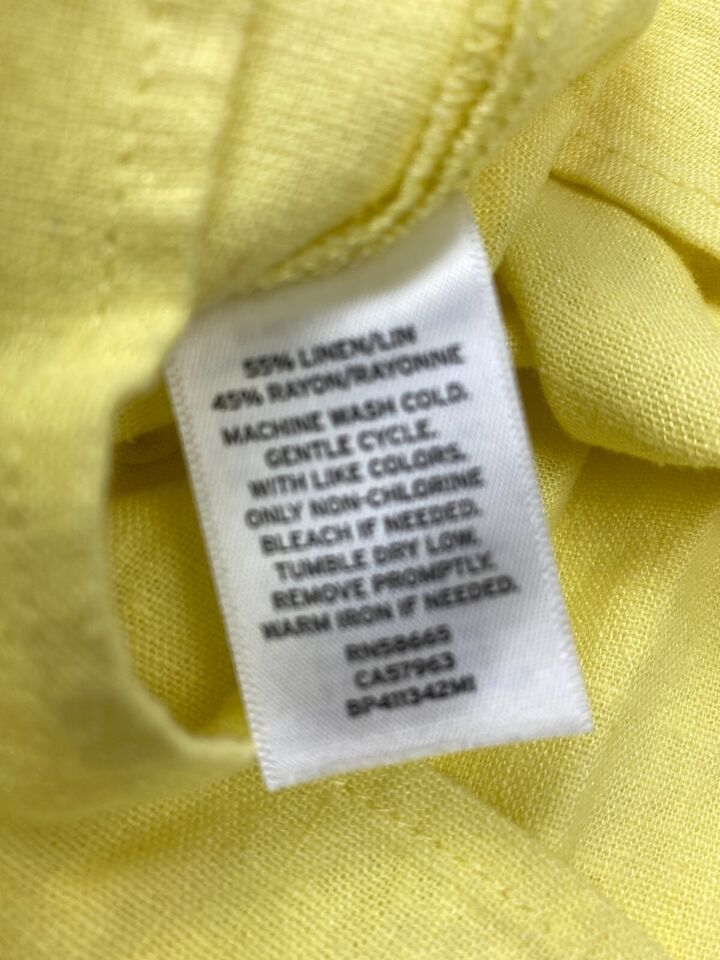 55% LINEN/LIN
45% RAYON/RAYONNE
MACHINE WASH COLD.
GENTLE CYCLE.
WITH LIKE COLORS.
ONLY NON-CHLORINE
BLEACH IF NEEDED.
TUMBLE DRY LOW.
REMOVE PROMPTLY.
WARM IRON IF NEEDED.
RN58665
CA57963
BP411342MI